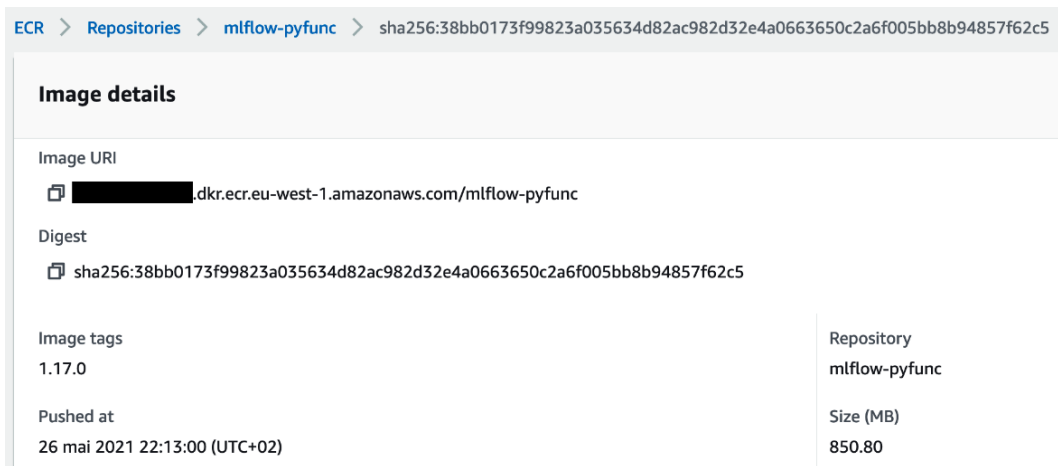 ECR > Repositories > mlflow-pyfunc > sha256:38bb0173f99823a035634d82ac982d32e4a0663650c2a6f005bb8b94857f62c5
Image details
Image URI
.dkr.ecr.eu-west-1.amazonaws.com/mlflow-pyfunc
Digest
sha256:38bb0173f99823a035634d82ac982d32e4a0663650c2a6f005bb8b94857f62c5
Image tags
1.17.0
Repository
mlflow-pyfunc
Pushed at
26 mai 2021 22:13:00 (UTC+02)
Size (MB)
850.80